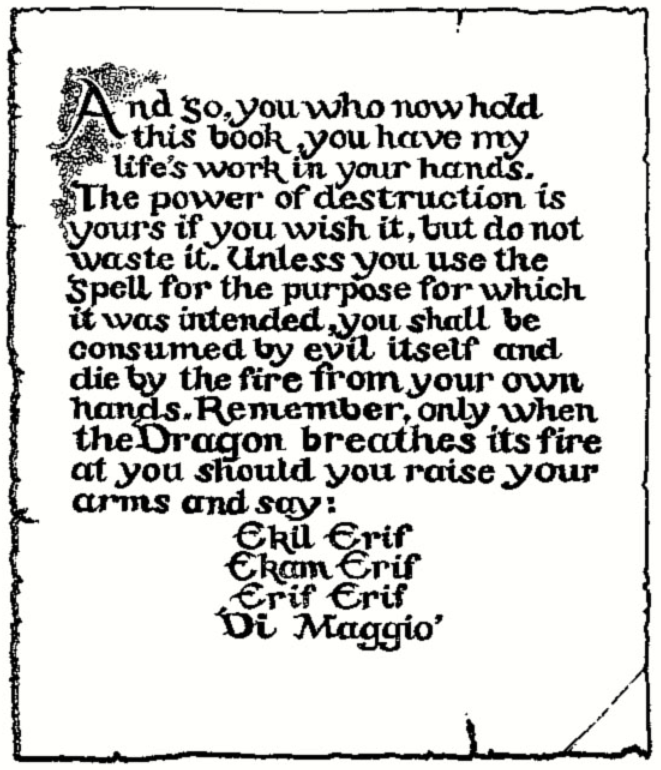 And so, you who now hold
this book, you have my
life's work in your hands.
The power of destruction is
yours if you wish it, but do not
waste it. Unless you use the
spell for the purpose for which
it was intended, you shall be
consumed by evil itself and
die by the fire from your own
hands. Remember, only when
the Dragon breathes its fire
at you should you raise your
arms and say:
Ekil Erif
Ekam Erif
Erif Erif
Di Maggio'